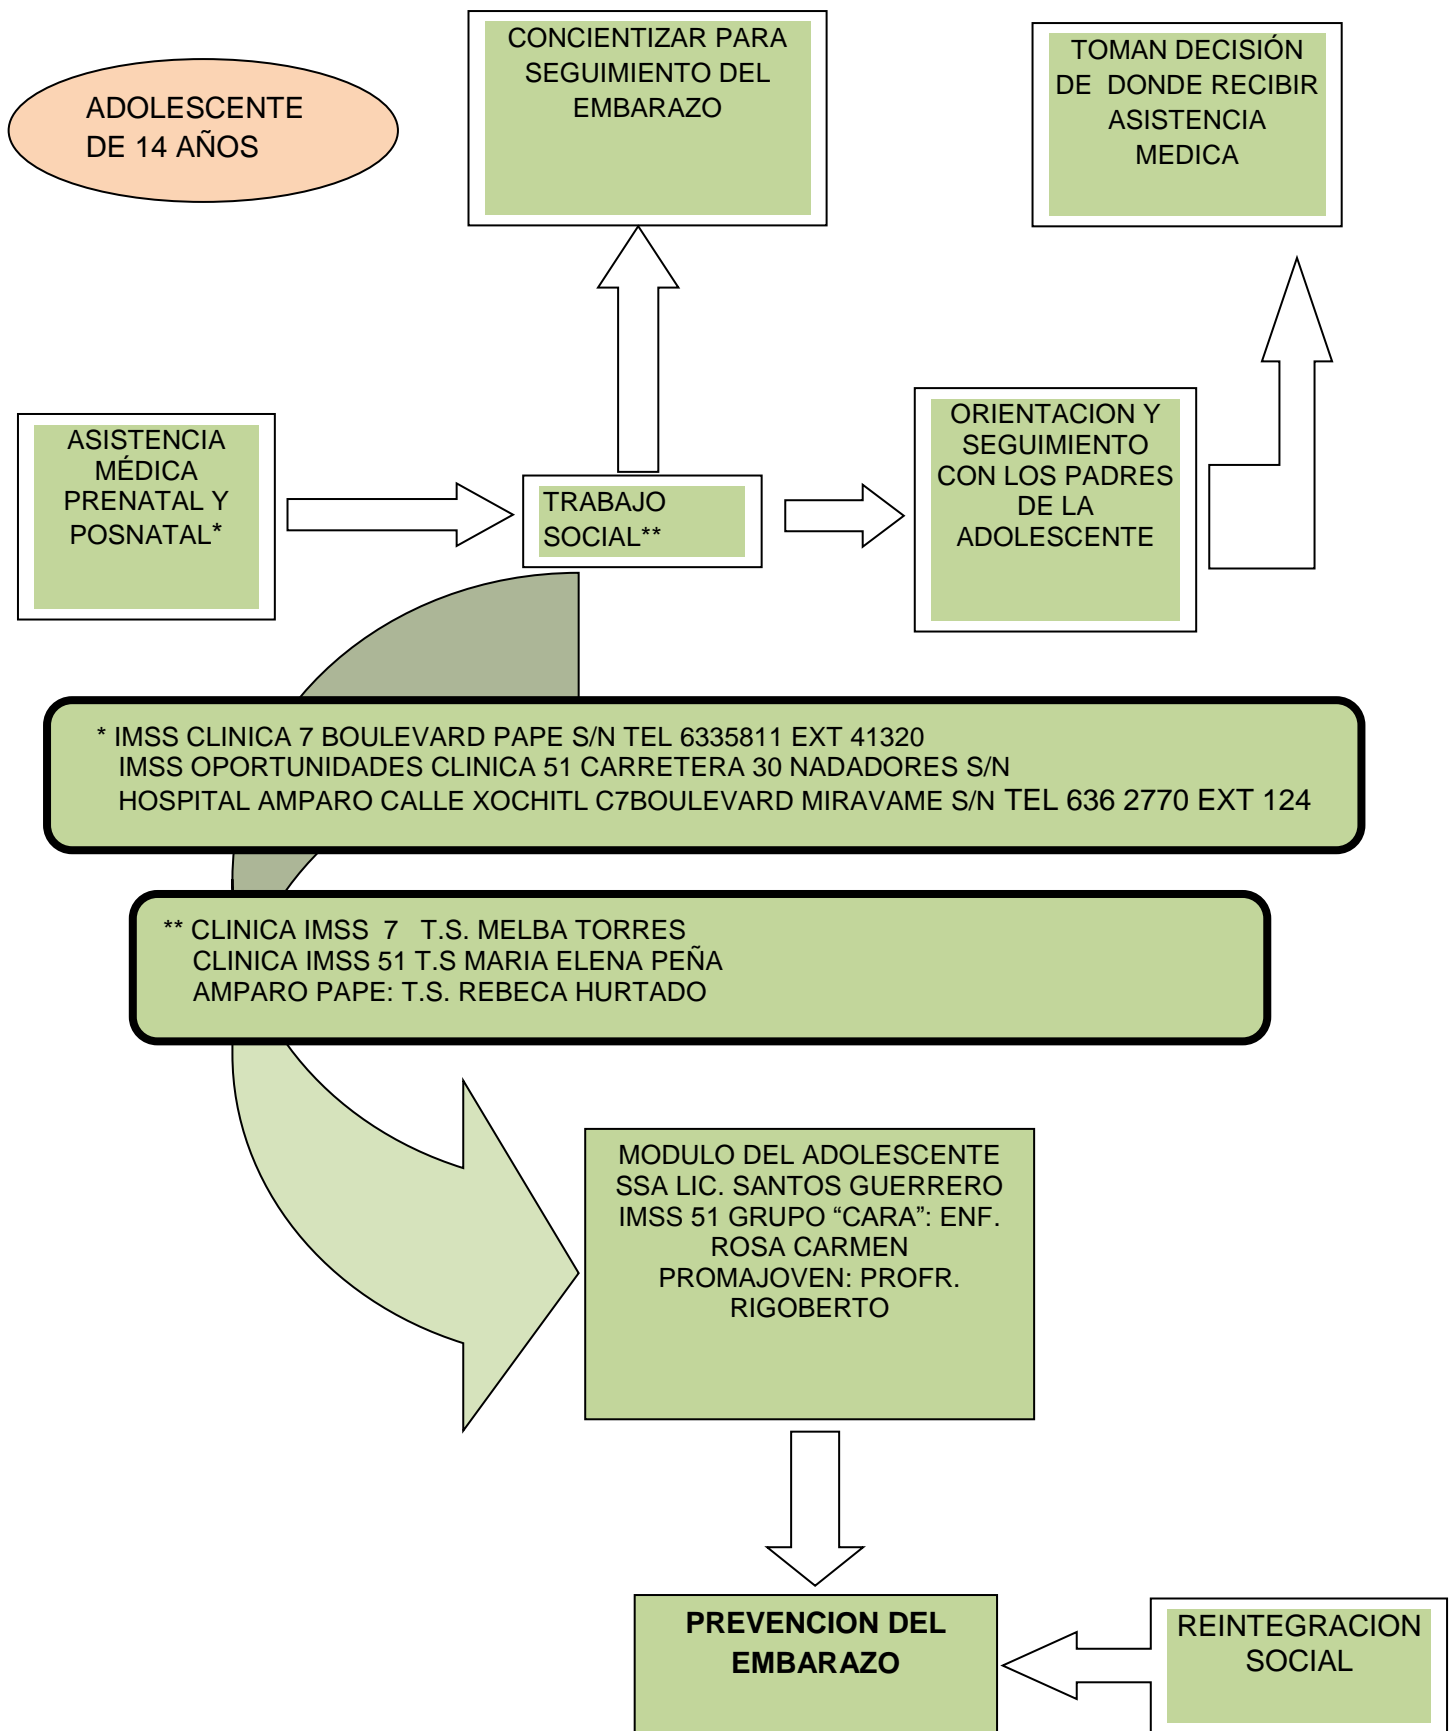 ADOLESCENTE
DE 14 AÑOS
CONCIENTIZAR PARA
SEGUIMIENTO DEL
EMBARAZO
TOMAN DECISIÓN
DE DONDE RECIBIR
ASISTENCIA
MEDICA
ASISTENCIA
MÉDICA
PRENATAL Y
POSNATAL*
TRABAJO
SOCIAL**
ORIENTACION Y
SEGUIMIENTO
CON LOS PADRES
DE LA
ADOLESCENTE
* IMSS CLINICA 7 BOULEVARD PAPE S/N TEL 6335811 EXT 41320
IMSS OPORTUNIDADES CLINICA 51 CARRETERA 30 NADADORES S/N
HOSPITAL AMPARO CALLE XOCHITL C7BOULEVARD MIRAVAME S/N TEL 636 2770 EXT 124
** CLINICA IMSS 7 T.S. MELBA TORRES
CLINICA IMSS 51 T.S MARIA ELENA PEÑA
AMPARO PAPE: T.S. REBECA HURTADO
MODULO DEL ADOLESCENTE
SSA LIC. SANTOS GUERRERO
IMSS 51 GRUPO “CARA”: ENF.
ROSA CARMEN
PROMAJOVEN: PROFR.
RIGOBERTO
PREVENCION DEL
EMBARAZO
REINTEGRACION
SOCIAL